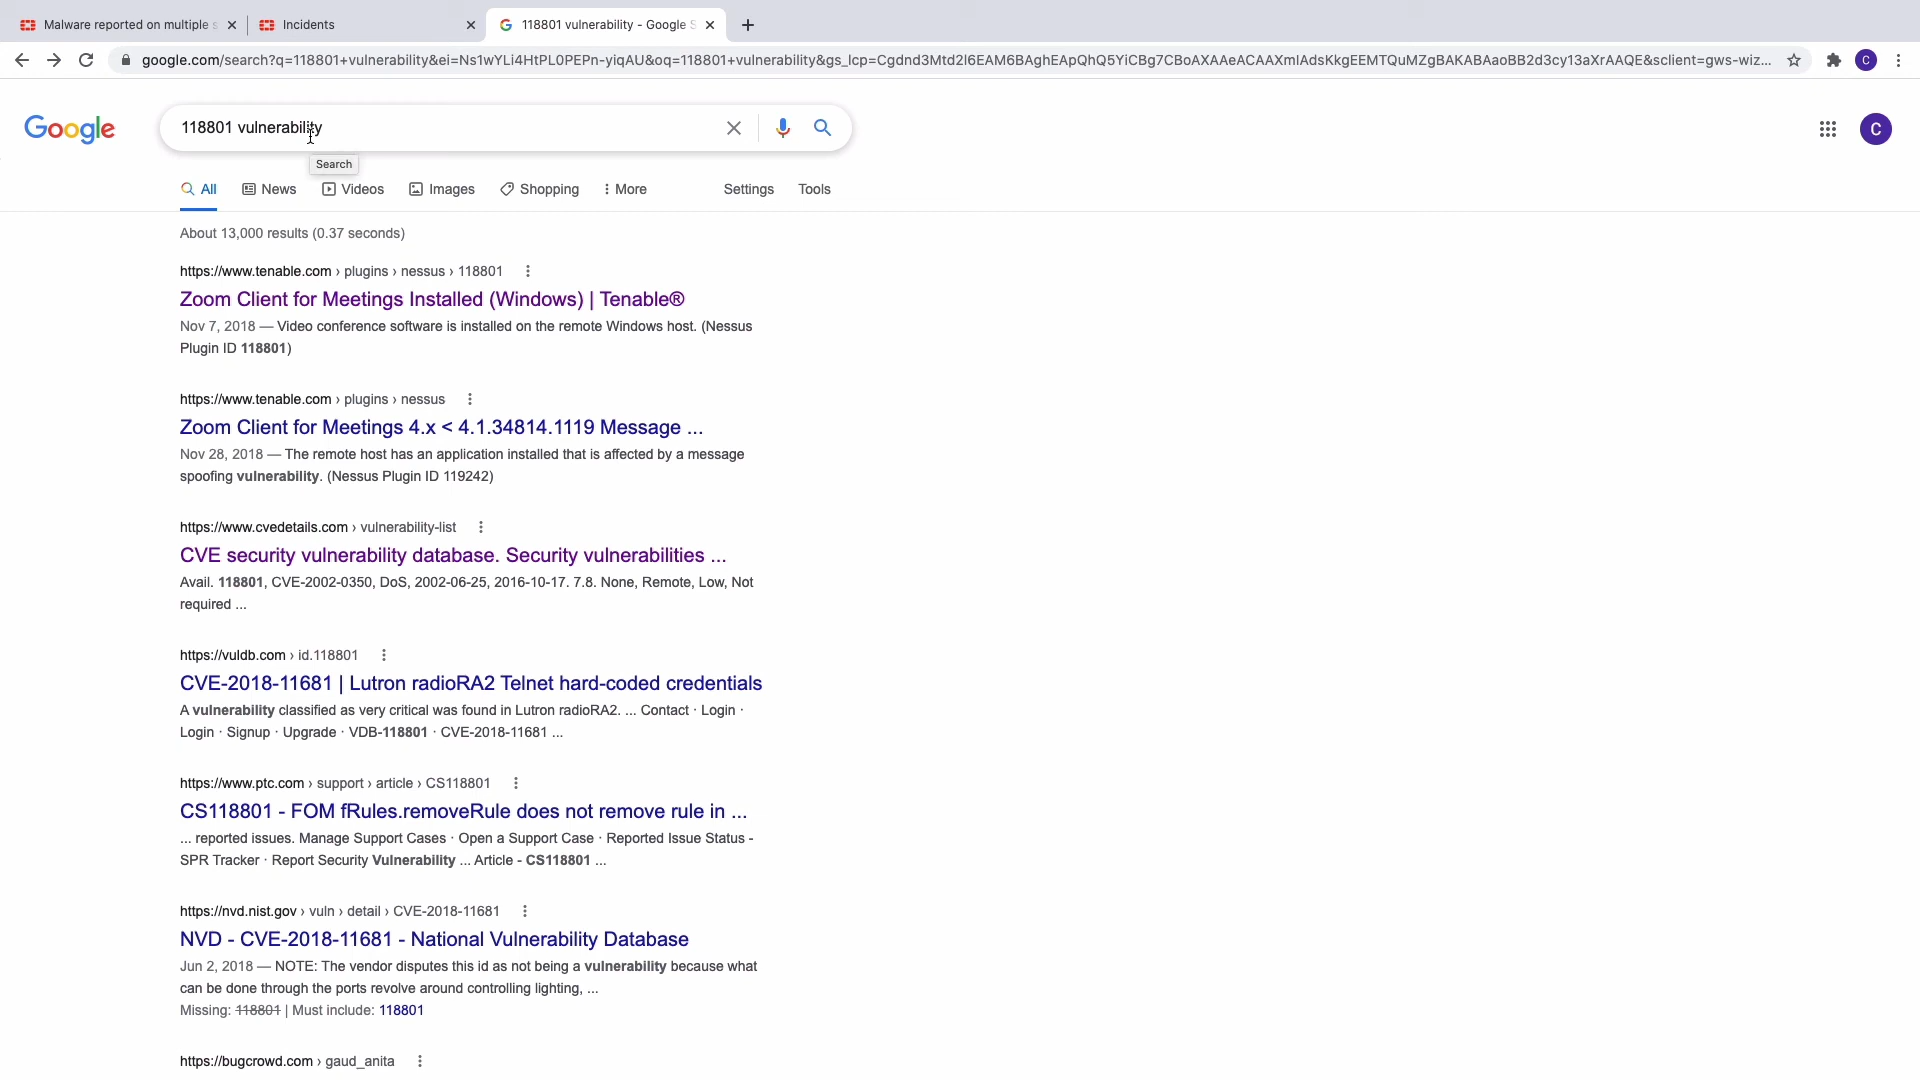 Malware reported on multiple s
Incidents
118801 vulnerability - Google S
google.com/search?q=118801+vulnerability&ei=Ns1wYLi4HtPL0PEPn-yiqAU&oq=118801+vulnerability&gs_lcp=Cgdnd3Mtd2l6EAM6BAghEApQhQ5YiCBg7CBoAXAAeACAAXmIAdsKkgEEMTQuMZgBAKABAaoBB2d3cy13aXrAAQE&sclient=gws-wiz...
C
Google
118801 vulnerability
C
Search
All
News
Videos
Images
Shopping
More
Settings
Tools
About 13,000 results (0.37 seconds)
https://www.tenable.com › plugins › nessus › 118801
Zoom Client for Meetings Installed (Windows) | Tenable®
Nov 7, 2018 — Video conference software is installed on the remote Windows host. (Nessus
Plugin ID 118801)
https://www.tenable.com › plugins › nessus
Zoom Client for Meetings 4.x < 4.1.34814.1119 Message ...
Nov 28, 2018 — The remote host has an application installed that is affected by a message
spoofing vulnerability. (Nessus Plugin ID 119242)
https://www.cvedetails.com › vulnerability-list
CVE security vulnerability database. Security vulnerabilities ...
Avail. 118801, CVE-2002-0350, DoS, 2002-06-25, 2016-10-17. 7.8. None, Remote, Low, Not
required ...
https://vuldb.com › id.118801
CVE-2018-11681 | Lutron radioRA2 Telnet hard-coded credentials
A vulnerability classified as very critical was found in Lutron radioRA2. ... Contact · Login ·
Login · Signup · Upgrade · VDB-118801 · CVE-2018-11681 ...
https://www.ptc.com › support › article › CS118801
CS118801 - FOM fRules.removeRule does not remove rule in ...
... reported issues. Manage Support Cases · Open a Support Case · Reported Issue Status -
SPR Tracker · Report Security Vulnerability ... Article - CS118801 ...
https://nvd.nist.gov › vuln › detail › CVE-2018-11681
NVD - CVE-2018-11681 - National Vulnerability Database
Jun 2, 2018 — NOTE: The vendor disputes this id as not being a vulnerability because what
can be done through the ports revolve around controlling lighting, ...
Missing: 118801 | Must include: 118801
https://bugcrowd.com › gaud_anita